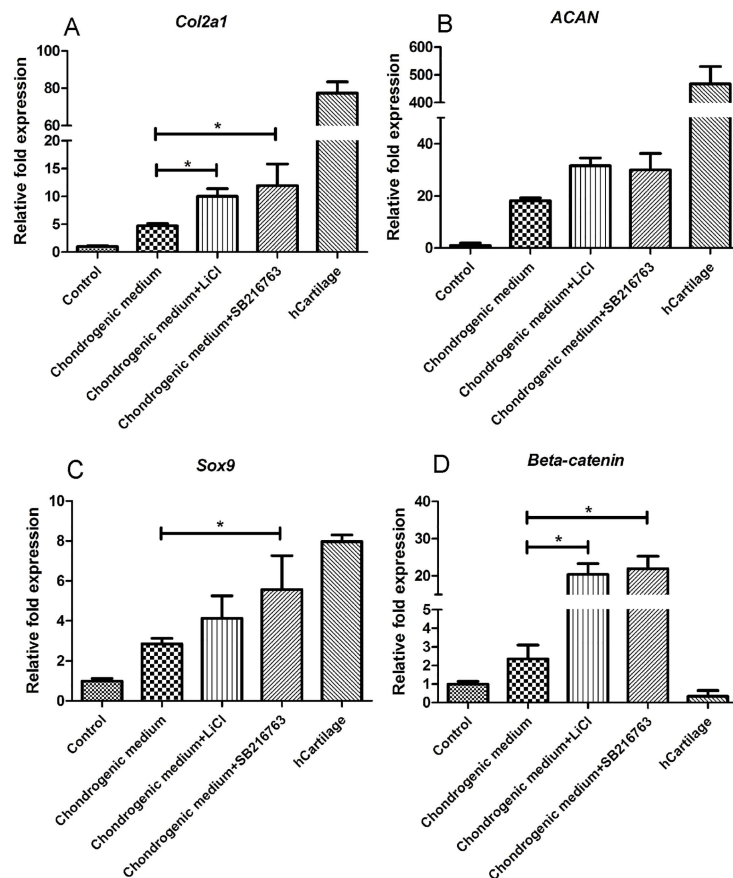 A
Col2a1
Relative fold expression
100
80
60
20
15
10
5
0
*
*
Control
Chondrogenic medium
Chondrogenic medium+LiCl
Chondrogenic medium+SB216763
hCartilage
B
ACAN
Relative fold expression
600
500
400
40
20
0
Control
Chondrogenic medium
Chondrogenic medium+LiCl
Chondrogenic medium+SB216763
hCartilage
C
Sox9
Relative fold expression
8
6
4
2
0
*
Control
Chondrogenic medium
Chondrogenic medium+LiCl
Chondrogenic medium+SB216763
hCartilage
D
Beta-catenin
Relative fold expression
40
30
20
5
4
3
2
1
0
*
*
Control
Chondrogenic medium
Chondrogenic medium+LiCl
Chondrogenic medium+SB216763
hCartilage